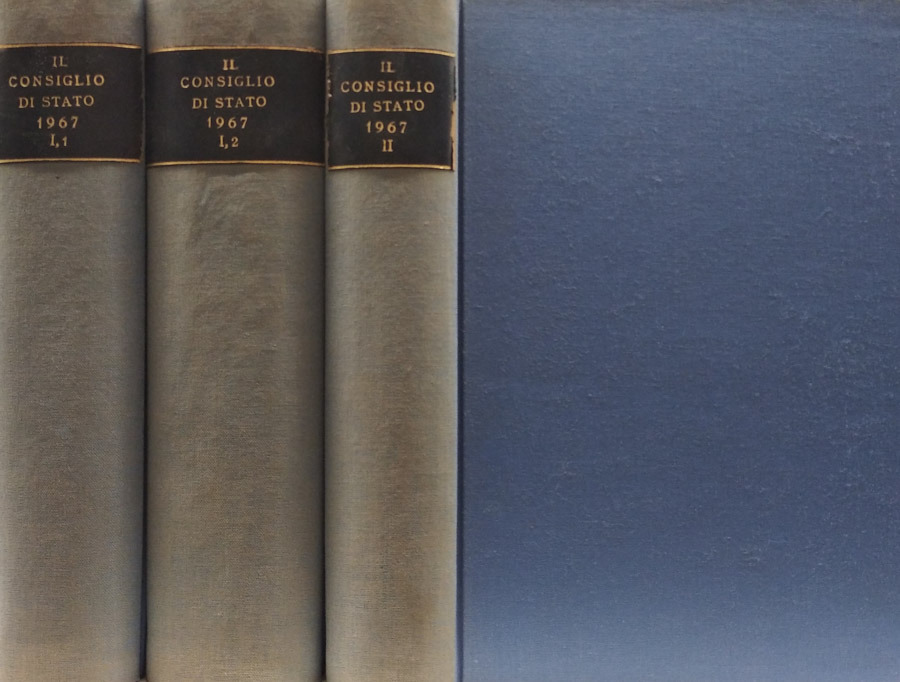 IL
CONSIGLIO
DI STATO
1967
I,1
IL
CONSIGLIO
DI STATO
1967
I,2
IL
CONSIGLIO
DI STATO
1967
II